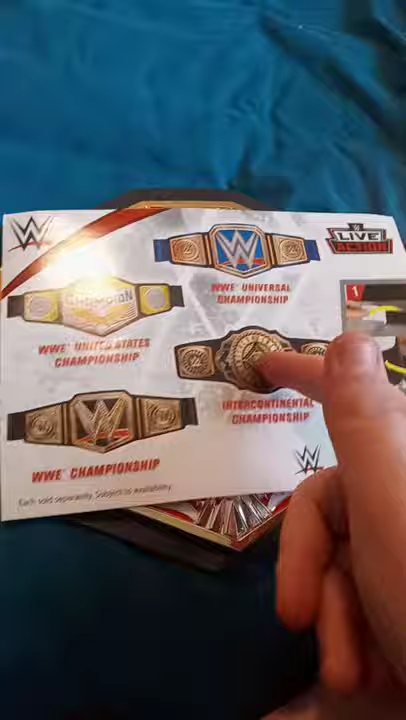 W
LIVE
ACTION
WWE UNIVERSAL
CHAMPIONSHIP
1
CHAMPION
WWE UNITED STATES
CHAMPIONSHIP
INTERCONTINENTAL
CHAMPIONSHIP
WWE CHAMPIONSHIP
Each sold separately. Subject to availability.